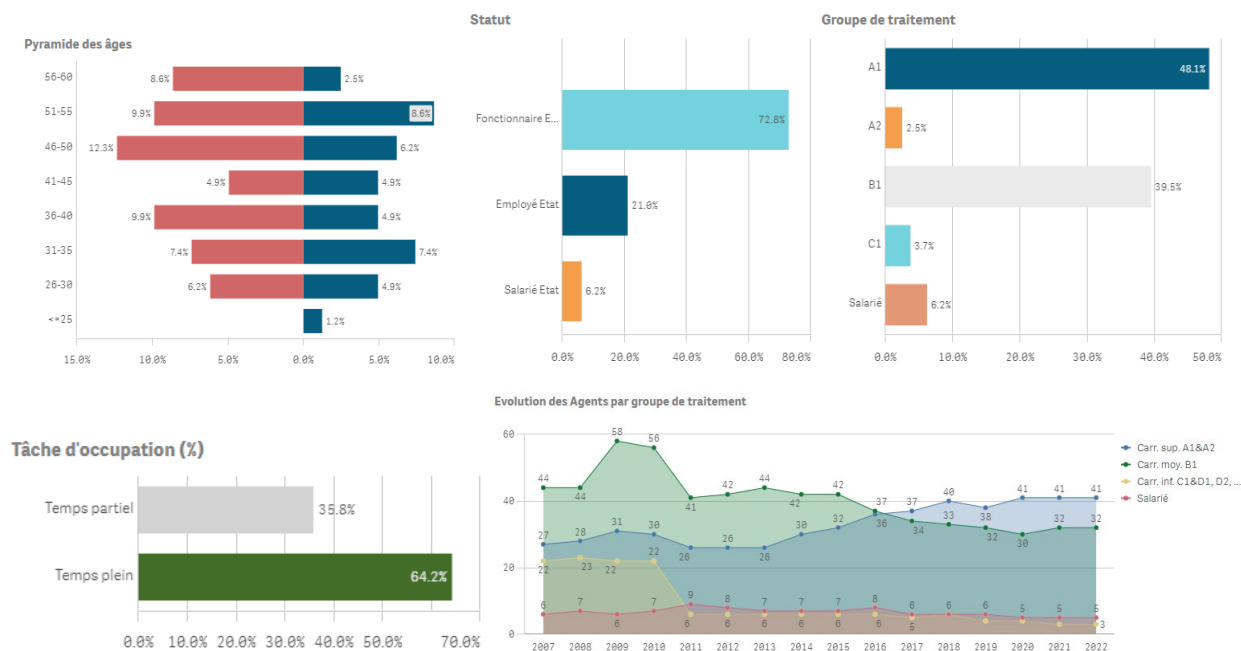 Statut
Groupe de traitement
Pyramide des âges
56-60
8.6%
2.5%
51-55
9.9%
8.6%
46-50
12.3%
6.2%
41-45
4.9%
4.9%
36-40
9.9%
4.9%
31-35
7.4%
7.4%
26-30
6.2%
4.9%
<=25
1.2%
15.0% 10.0% 5.0% 0.0% 5.0% 10.0%
Fonctionnaire E...
72.8%
Employé Etat
21.0%
Salarié Etat
6.2%
0.0% 20.0% 40.0% 60.0% 80.0%
A1
48.1%
A2
2.5%
B1
39.5%
C1
3.7%
Salarié
6.2%
0.0% 10.0% 20.0% 30.0% 40.0% 50.0%
Tâche d'occupation (%)
Temps partiel
35.8%
Temps plein
64.2%
0.0% 10.0% 20.0% 30.0% 40.0% 50.0% 70.0%
Evolution des Agents par groupe de traitement
60
40
20
0
44 44 58 56 41 42 44 42 42 37 34 33 32 30 32 32
27 28 31 30 26 26 26 30 32 36 37 40 38 41 41 41
22 23 22 22 6 6 6 6 6 6 5 3
6 7 6 7 9 8 7 7 7 8 6 6 6 5 5 5
2007 2008 2009 2010 2011 2012 2013 2014 2015 2016 2017 2018 2019 2020 2021 2022
Carr. sup. A1&A2
Carr. moy. B1
Carr. inf. C1&D1, D2, ...
Salarié